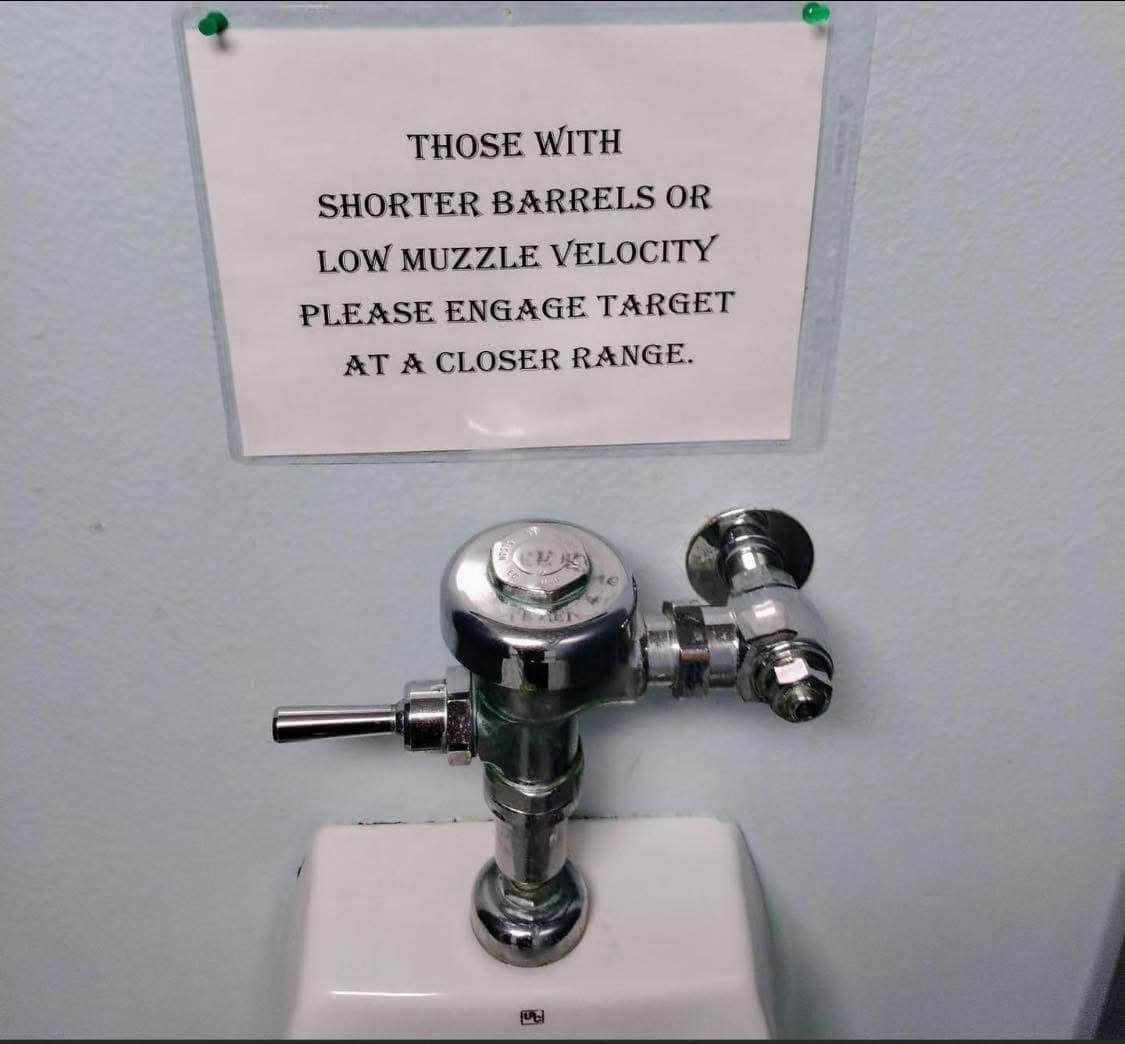 THOSE WITH
SHORTER BARRELS OR
LOW MUZZLE VELOCITY
PLEASE ENGAGE TARGET
AT A CLOSER RANGE.